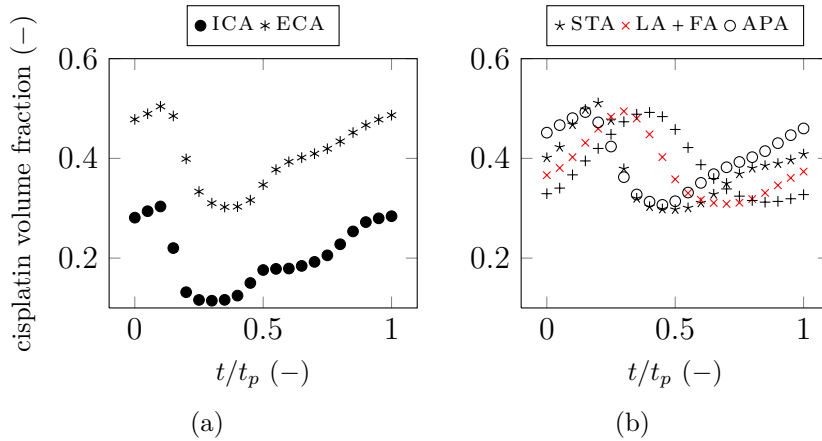 ICA ECA
STA LA FA APA
cisplatin volume fraction (−)
0.6
0.4
0.2
0 0.5 1
t/t_p (−)
(a)
0.6
0.4
0.2
0 0.5 1
t/t_p (−)
(b)